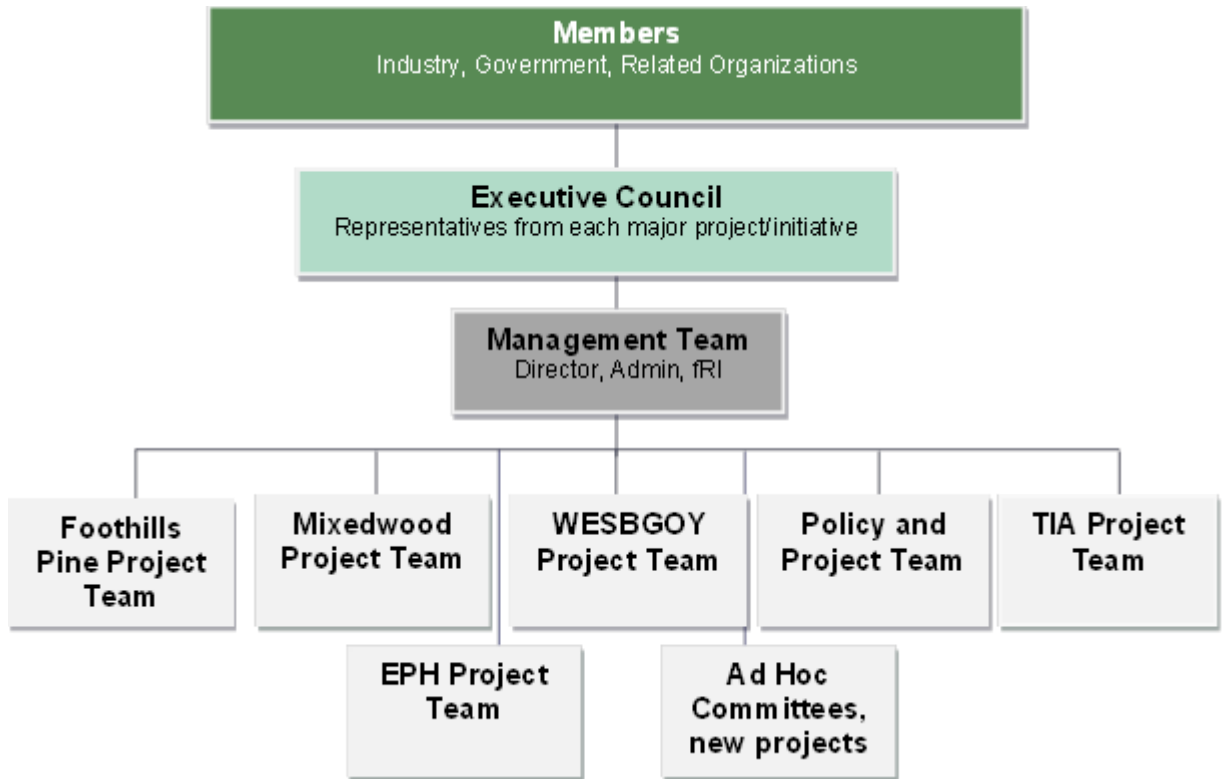 Members
Industry, Government, Related Organizations
Executive Council
Representatives from each major project/initiative
Management Team
Director, Admin, fRI
Foothills
Pine Project
Team
Mixedwood
Project Team
WESBGOY
Project Team
Policy and
Project Team
TIA Project
Team
EPH Project
Team
Ad Hoc
Committees,
new projects